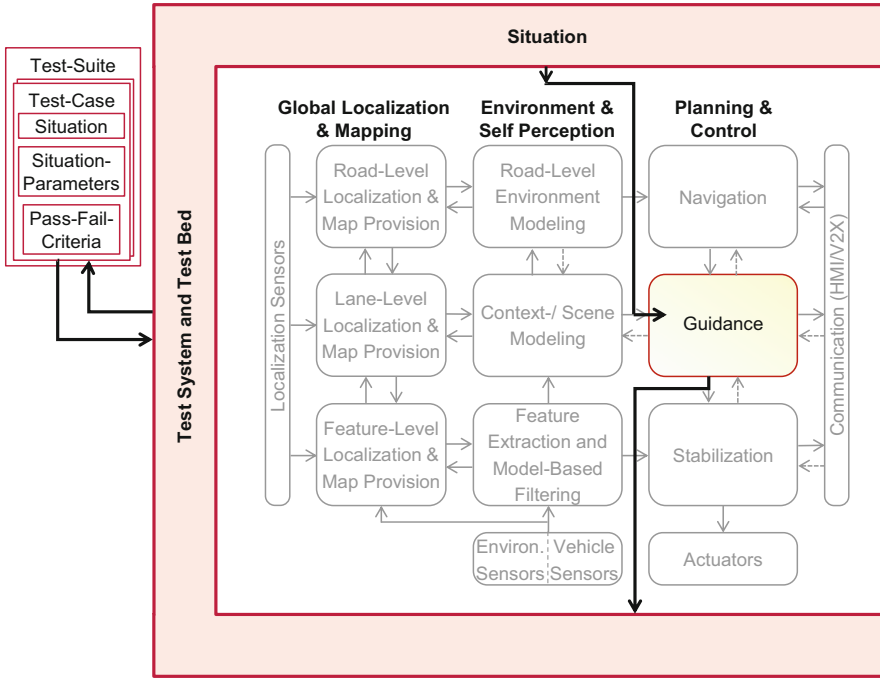 Situation
Test-Suite
Test-Case
Situation
Situation-
Parameters
Pass-Fail-
Criteria
Test System and Test Bed
Global Localization
& Mapping
Environment &
Self Perception
Planning &
Control
Localization Sensors
Road-Level
Localization &
Map Provision
Road-Level
Environment
Modeling
Navigation
Lane-Level
Localization &
Map Provision
Context-/ Scene
Modeling
Guidance
Feature-Level
Localization &
Map Provision
Feature
Extraction and
Model-Based
Filtering
Stabilization
Communication (HMI/V2X)
Environ.
Sensors
Vehicle
Sensors
Actuators